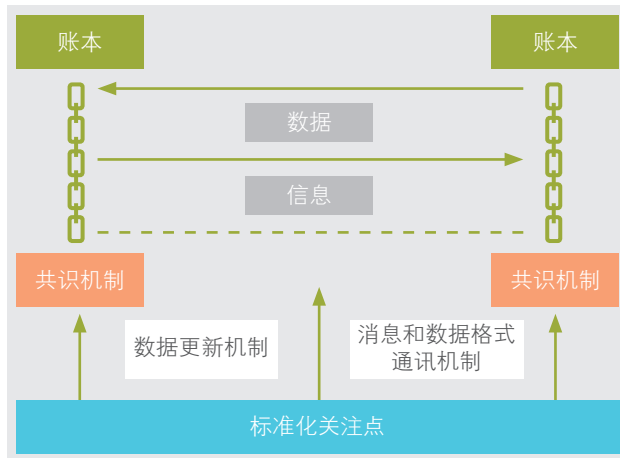 账本
账本
数据
信息
共识机制
共识机制
数据更新机制
消息和数据格式
通讯机制
标准化关注点